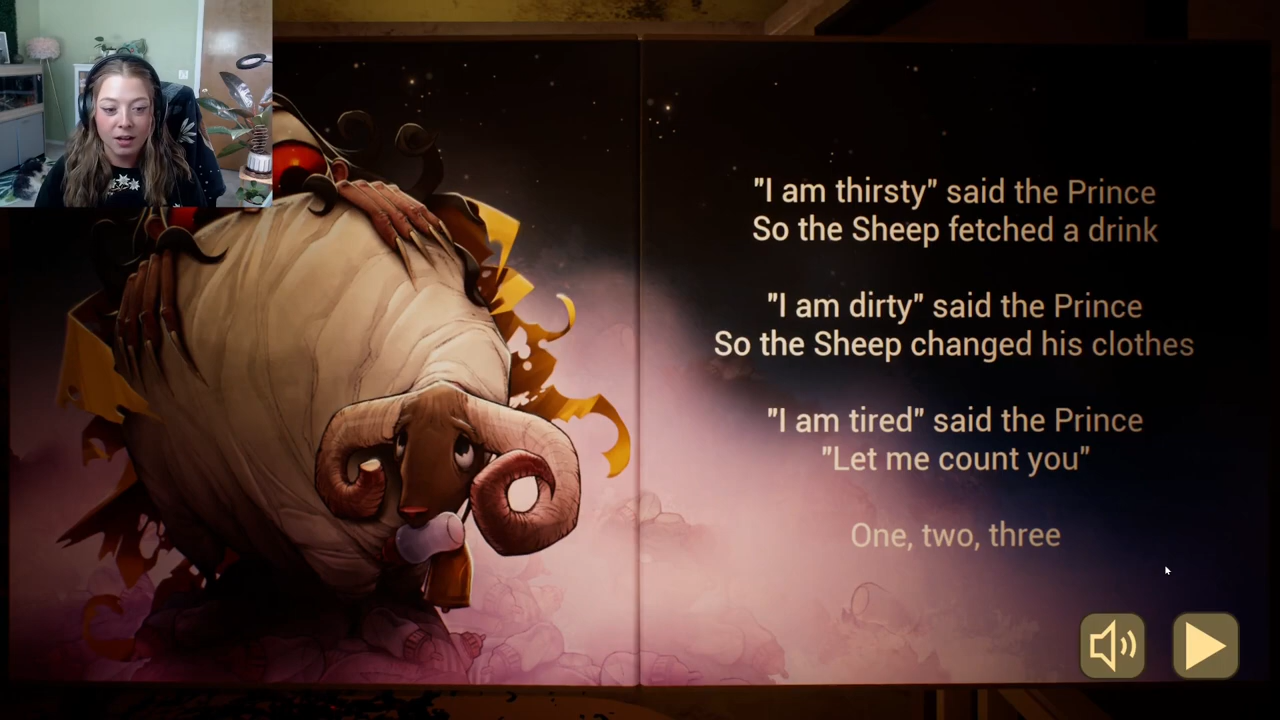 "I am thirsty" said the Prince
So the Sheep fetched a drink
"I am dirty" said the Prince
So the Sheep changed his clothes
"I am tired" said the Prince
"Let me count you"
One, two, three